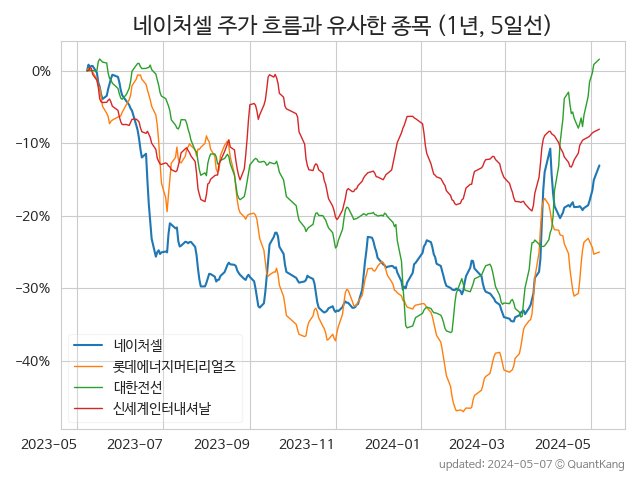 네이처셀 주가 흐름과 유사한 종목 (1년, 5일선)
0%
−10%
−20%
−30%
−40%
네이처셀
롯데에너지머티리얼즈
대한전선
신세계인터내셔날
2023-05 2023-07 2023-09 2023-11 2024-01 2024-03 2024-05
updated: 2024-05-07 © QuantKang